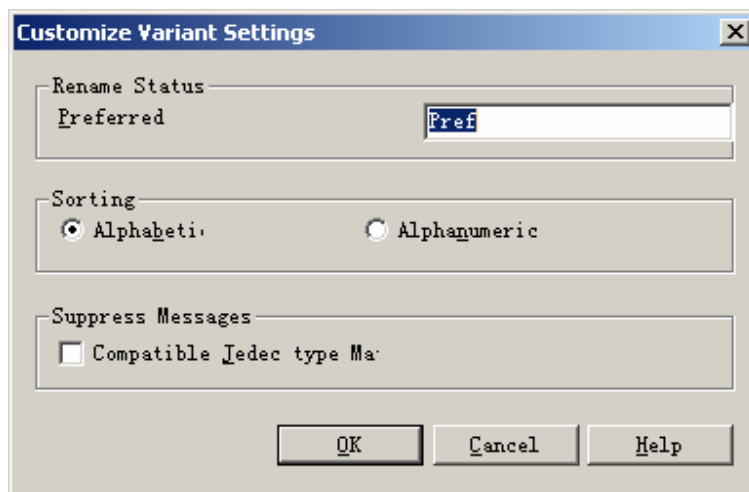 Customize Variant Settings
Rename Status
Preferred
Pref
Sorting
Alphabeti
Alphanumeric
Suppress Messages
Compatible Jedec type Ma
OK
Cancel
Help